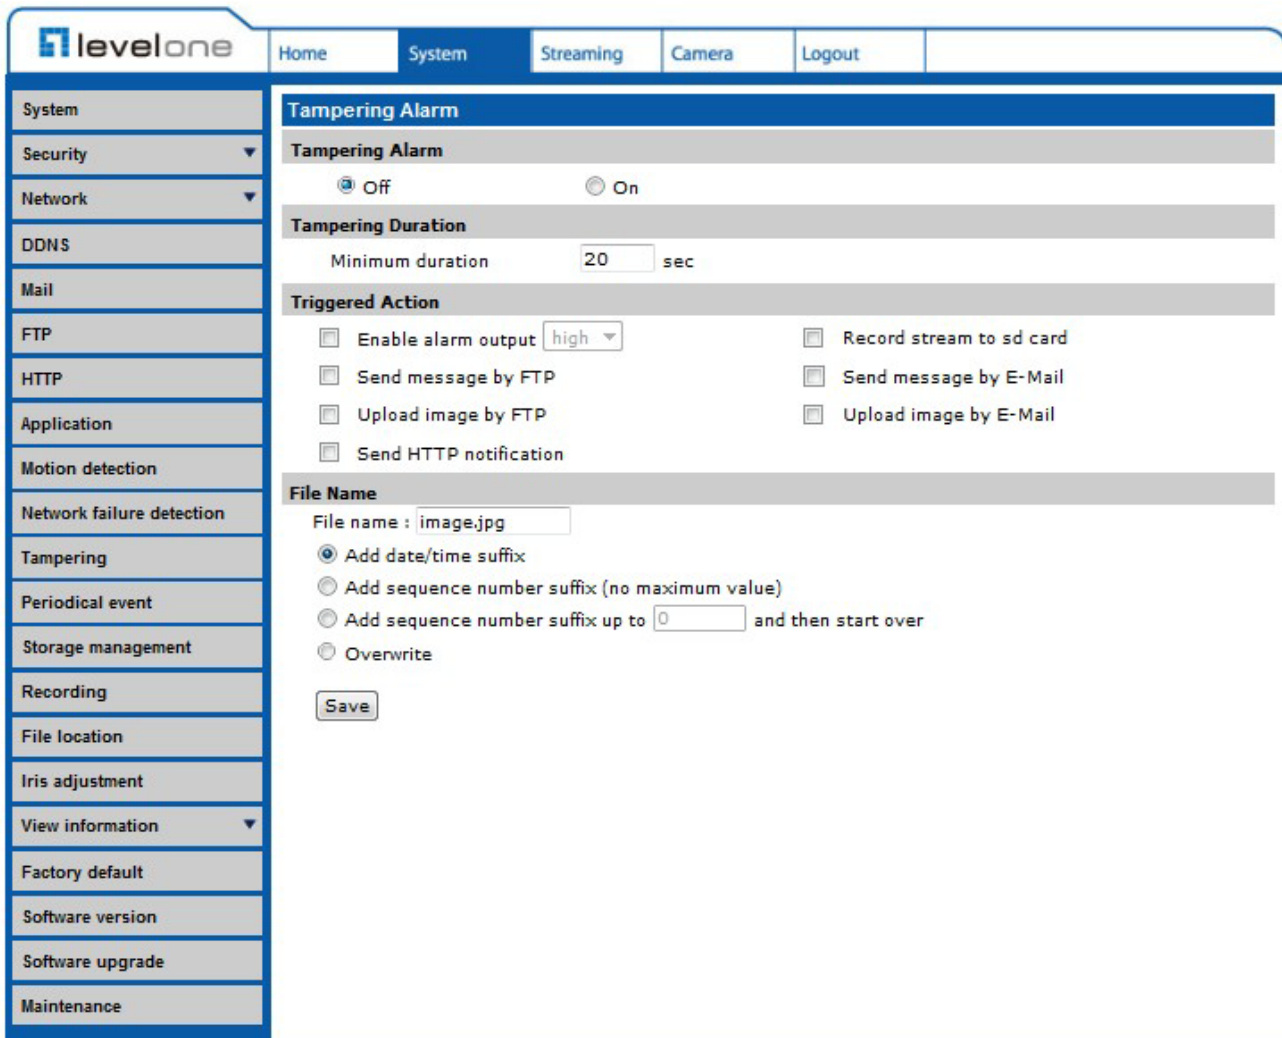 levelone
Home System Streaming Camera Logout
System
Security
Network
DDNS
Mail
FTP
HTTP
Application
Motion detection
Network failure detection
Tampering
Periodical event
Storage management
Recording
File location
Iris adjustment
View information
Factory default
Software version
Software upgrade
Maintenance
Tampering Alarm
Tampering Alarm
Off On
Tampering Duration
Minimum duration 20 sec
Triggered Action
Enable alarm output high Record stream to sd card
Send message by FTP Send message by E-Mail
Upload image by FTP Upload image by E-Mail
Send HTTP notification
File Name
File name : image.jpg
Add date/time suffix
Add sequence number suffix (no maximum value)
Add sequence number suffix up to 0 and then start over
Overwrite
Save